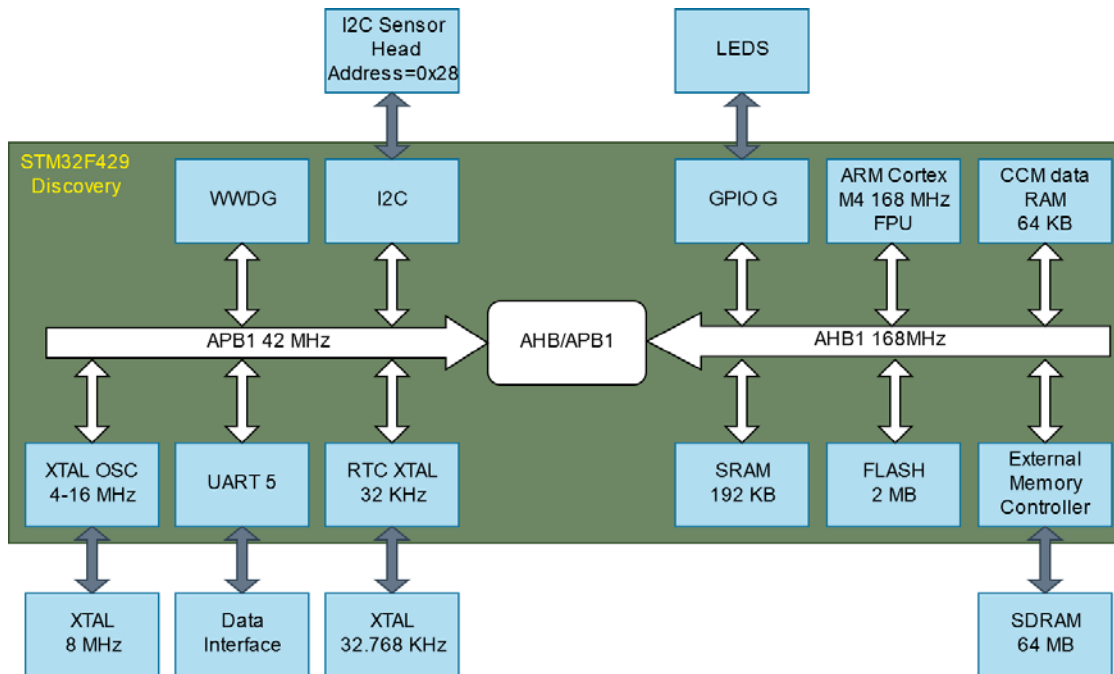 I2C Sensor
Head
Address=0x28
LEDS
STM32F429
Discovery
WWDG
I2C
GPIO G
ARM Cortex
M4 168 MHz
FPU
CCM data
RAM
64 KB
APB1 42 MHz
AHB/APB1
AHB1 168MHz
XTAL OSC
4-16 MHz
UART 5
RTC XTAL
32 KHz
SRAM
192 KB
FLASH
2 MB
External
Memory
Controller
XTAL
8 MHz
Data
Interface
XTAL
32.768 KHz
SDRAM
64 MB